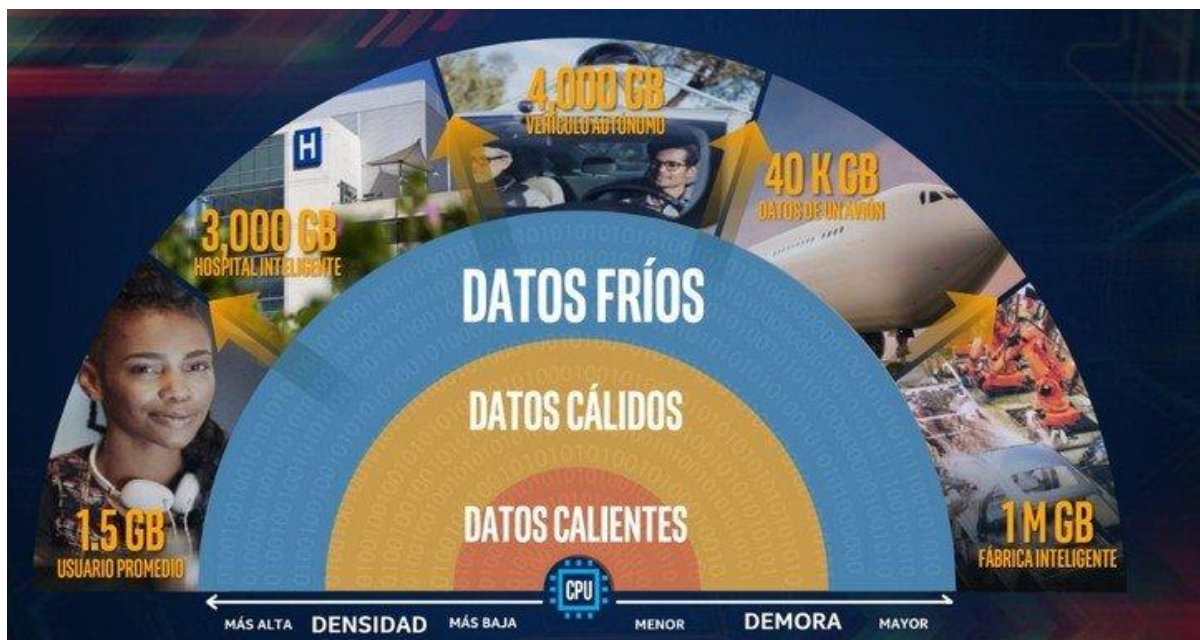 4,000 GB
VEHÍCULO AUTÓNOMO
H
40 K GB
DATOS DE UN AVIÓN
3,000 GB
HOSPITAL INTELIGENTE
DATOS FRÍOS
DATOS CÁLIDOS
DATOS CALIENTES
1.5 GB
USUARIO PROMEDIO
1 M GB
FÁBRICA INTELIGENTE
CPU
MÁS ALTA DENSIDAD MÁS BAJA MENOR DEMORA MAYOR